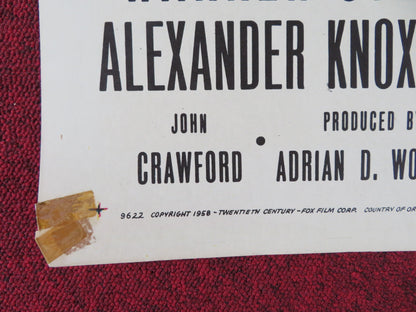 ALEXANDER KNOX
JOHN PRODUCED B
CRAWFORD • ADRIAN D. WO
9622 COPYRIGHT 1958 - TWENTIETH CENTURY - FOX FILM CORP. COUNTRY OF OR